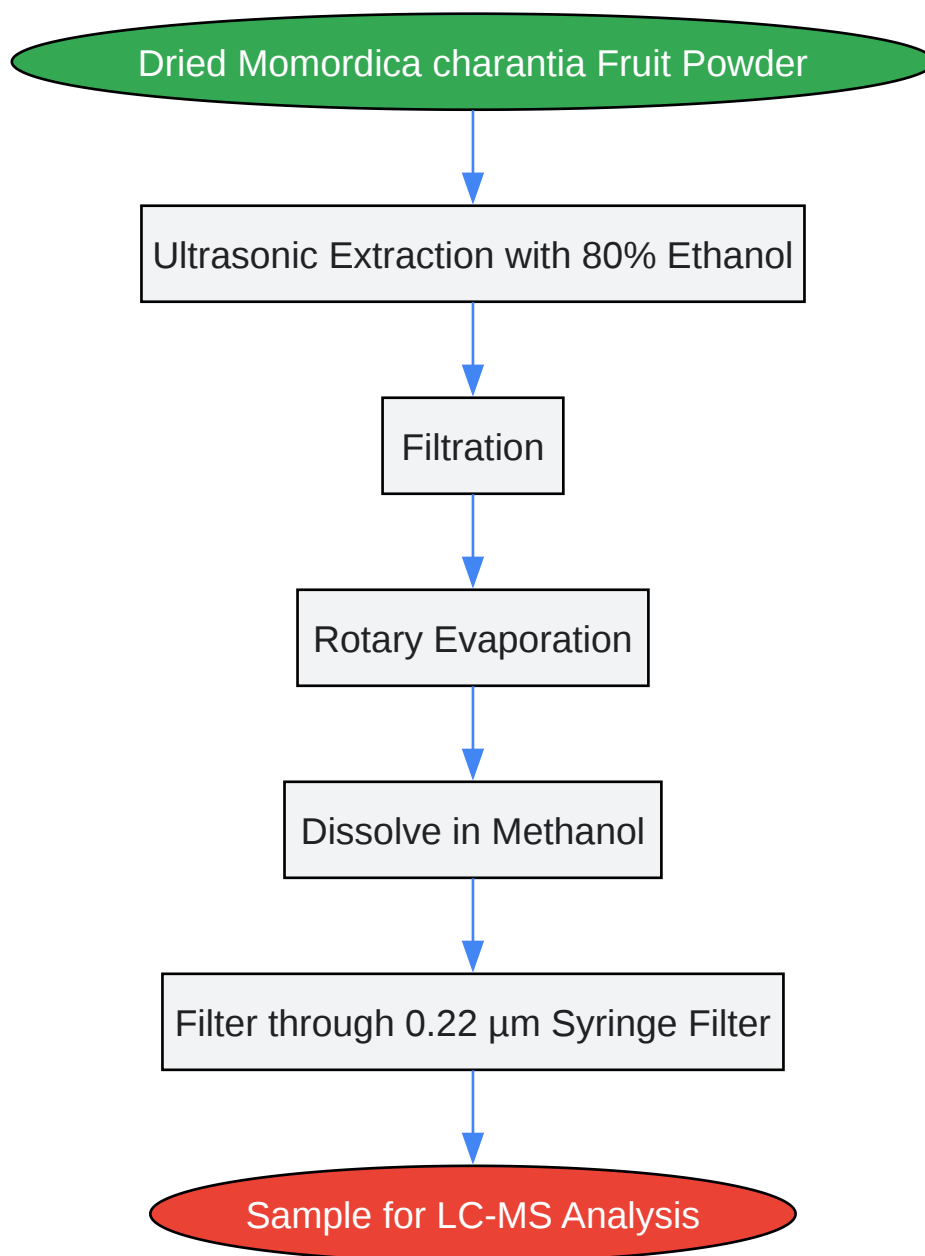 Dried Momordica charantia Fruit Powder
Ultrasonic Extraction with 80% Ethanol
Filtration
Rotary Evaporation
Dissolve in Methanol
Filter through 0.22 µm Syringe Filter
Sample for LC-MS Analysis